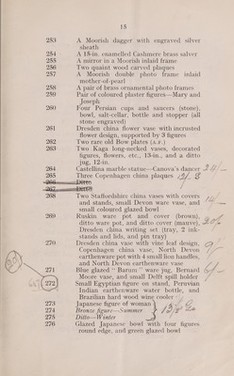 15
253 A Moorish dagger with engraved silver
sheath
254 A 18-in. enamelled Cashmere brass salver
255 A mirror in a Moorish inlaid frame
256 Two quaint wood carved plaques
257 A Moorish double photo frame inlaid
mother-of-pearl
258 A pair of brass ornamental photo frames
259 Pair of coloured plaster figures—Mary and
Joseph
260 Four Persian cups and saucers (stone),
bowl, salt-cellar, bottle and stopper (all
stone engraved)
261 Dresden china flower vase with incrusted
flower design, supported by 3 figures
262 Two rare old Bow plates (A.F.)
263 Two Kaga long-necked vases, decorated
figures, flowers, etc., 13-in., and a ditto
jug, 12-in.
264 Castellina marble statue—Canova's dancer
265 Three Copenhagen china plaques
266 Ditto
267 Ditto
268 Two Staffordshire china vases with covers
and stands, small Devon ware vase, and
small coloured glazed bowl
269 Ruskin ware pot and cover (brown),
ditto ware pot, and ditto cover (mauve),
Dresden china writing set (tray, 2 ink-
stands and lids, and pin tray)
270 Dresden china vase with vine leaf design,
Copenhagen china vase, North Devon
earthenware pot with 4 small lion handles,
and North Devon earthenware vase
271 Blue glazed "Barum" ware jug, Bernard
Moore vase, and small Delft spill holder
272 Small Egyptian figure on stand, Peruvian
Indian earthenware water bottle, and
Brazilian hard wood wine cooler
273 Japanese figure of woman
274 Bronze figure—Summer
275 Ditto—Winter
276 Glazed Japanese bowl with four figures
round edge, and green glazed bowl